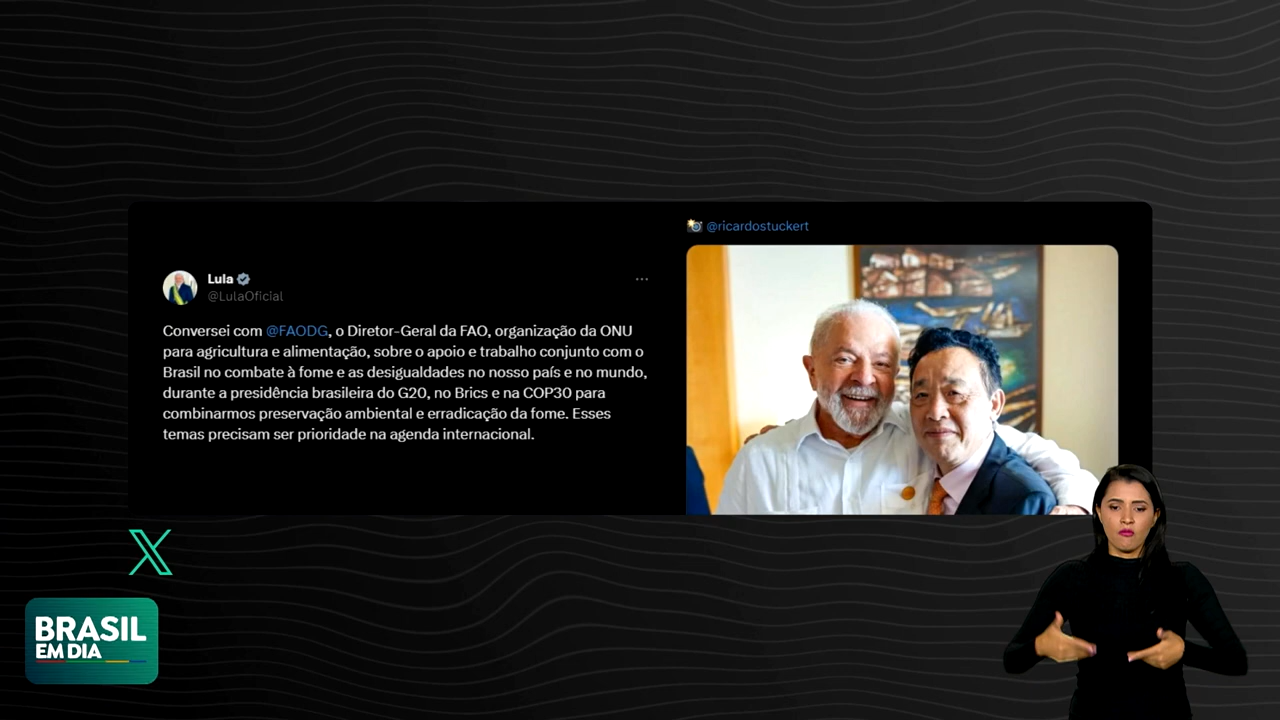 @ricardostuckert
Lula
@LulaOficial
Conversei com @FAODG, o Diretor-Geral da FAO, organização da ONU
para agricultura e alimentação, sobre o apoio e trabalho conjunto com o
Brasil no combate à fome e as desigualdades no nosso país e no mundo,
durante a presidência brasileira do G20, no Brics e na COP30 para
combinarmos preservação ambiental e erradicação da fome. Esses
temas precisam ser prioridade na agenda internacional.
X
BRASIL
EM DIA